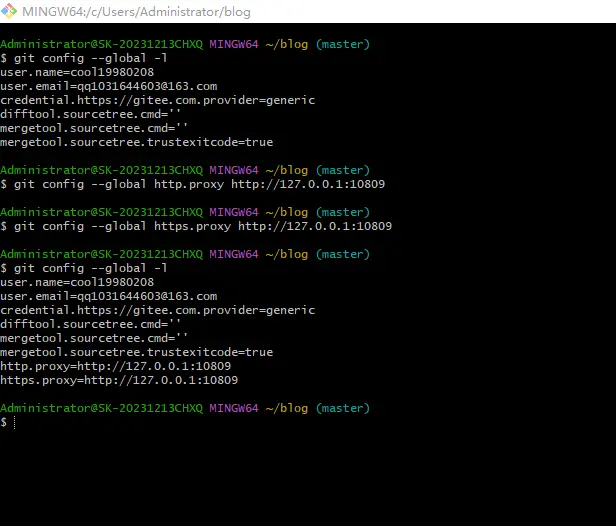 MINGW64:/c/Users/Administrator/blog
Administrator@SK-20231213CHXQ MINGW64 ~/blog (master)
$ git config --global -l
user.name=cool19980208
user.email=qq1031644603@163.com
credential.https://gitee.com.provider=generic
difftool.sourcetree.cmd=''
mergetool.sourcetree.cmd=''
mergetool.sourcetree.trustexitcode=true
Administrator@SK-20231213CHXQ MINGW64 ~/blog (master)
$ git config --global http.proxy http://127.0.0.1:10809
Administrator@SK-20231213CHXQ MINGW64 ~/blog (master)
$ git config --global https.proxy http://127.0.0.1:10809
Administrator@SK-20231213CHXQ MINGW64 ~/blog (master)
$ git config --global -l
user.name=cool19980208
user.email=qq1031644603@163.com
credential.https://gitee.com.provider=generic
difftool.sourcetree.cmd=''
mergetool.sourcetree.cmd=''
mergetool.sourcetree.trustexitcode=true
http.proxy=http://127.0.0.1:10809
https.proxy=http://127.0.0.1:10809
Administrator@SK-20231213CHXQ MINGW64 ~/blog (master)
$